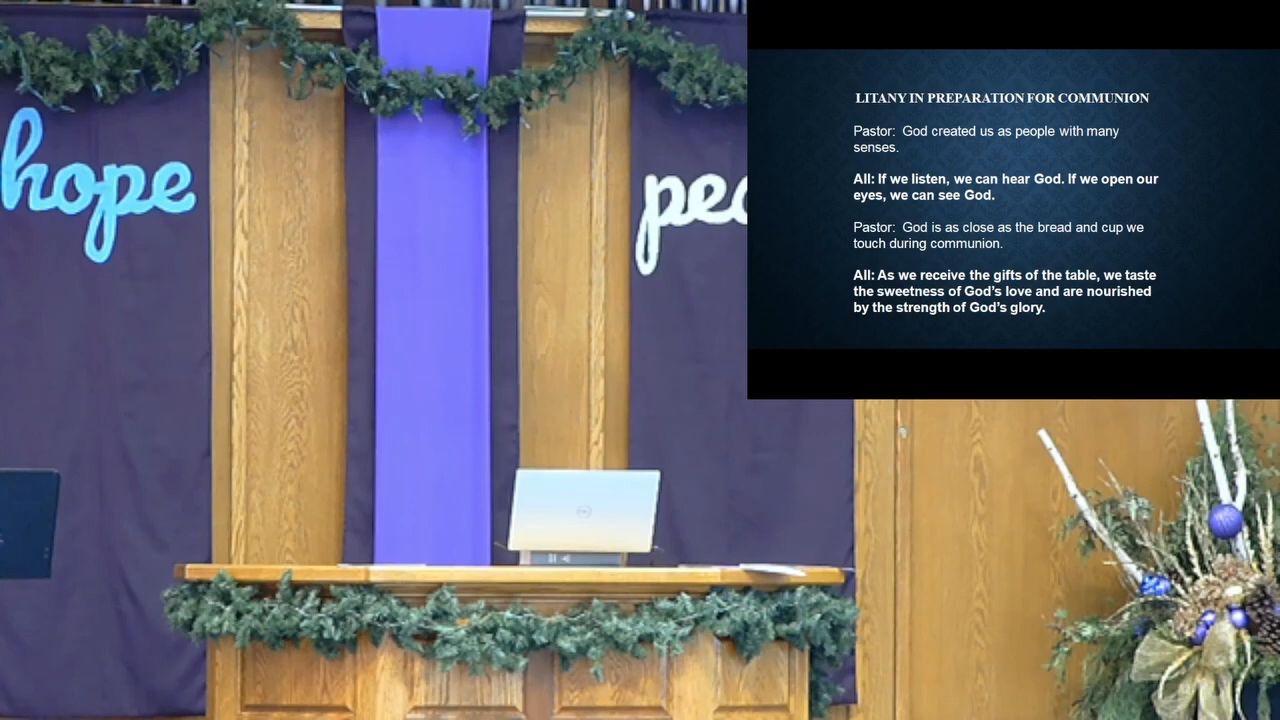 hope
LITANY IN PREPARATION FOR COMMUNION
Pastor:  God created us as people with many
senses.
All: If we listen, we can hear God. If we open our
eyes, we can see God.
Pastor:  God is as close as the bread and cup we
touch during communion.
All: As we receive the gifts of the table, we taste
the sweetness of God’s love and are nourished
by the strength of God’s glory.